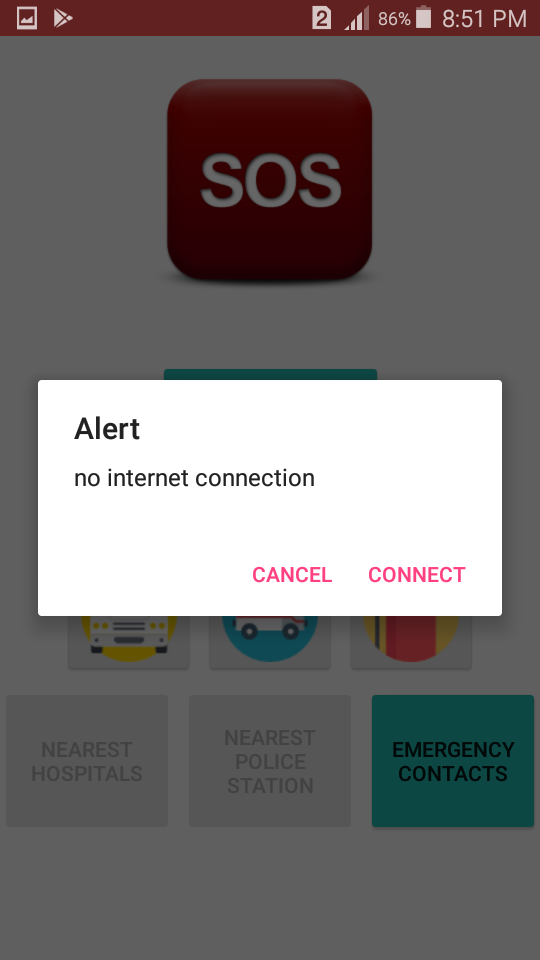 2 86% 8:51 PM
SOS
Alert
no internet connection
CANCEL CONNECT
NEAREST
HOSPITALS
NEAREST
POLICE
STATION
EMERGENCY
CONTACTS